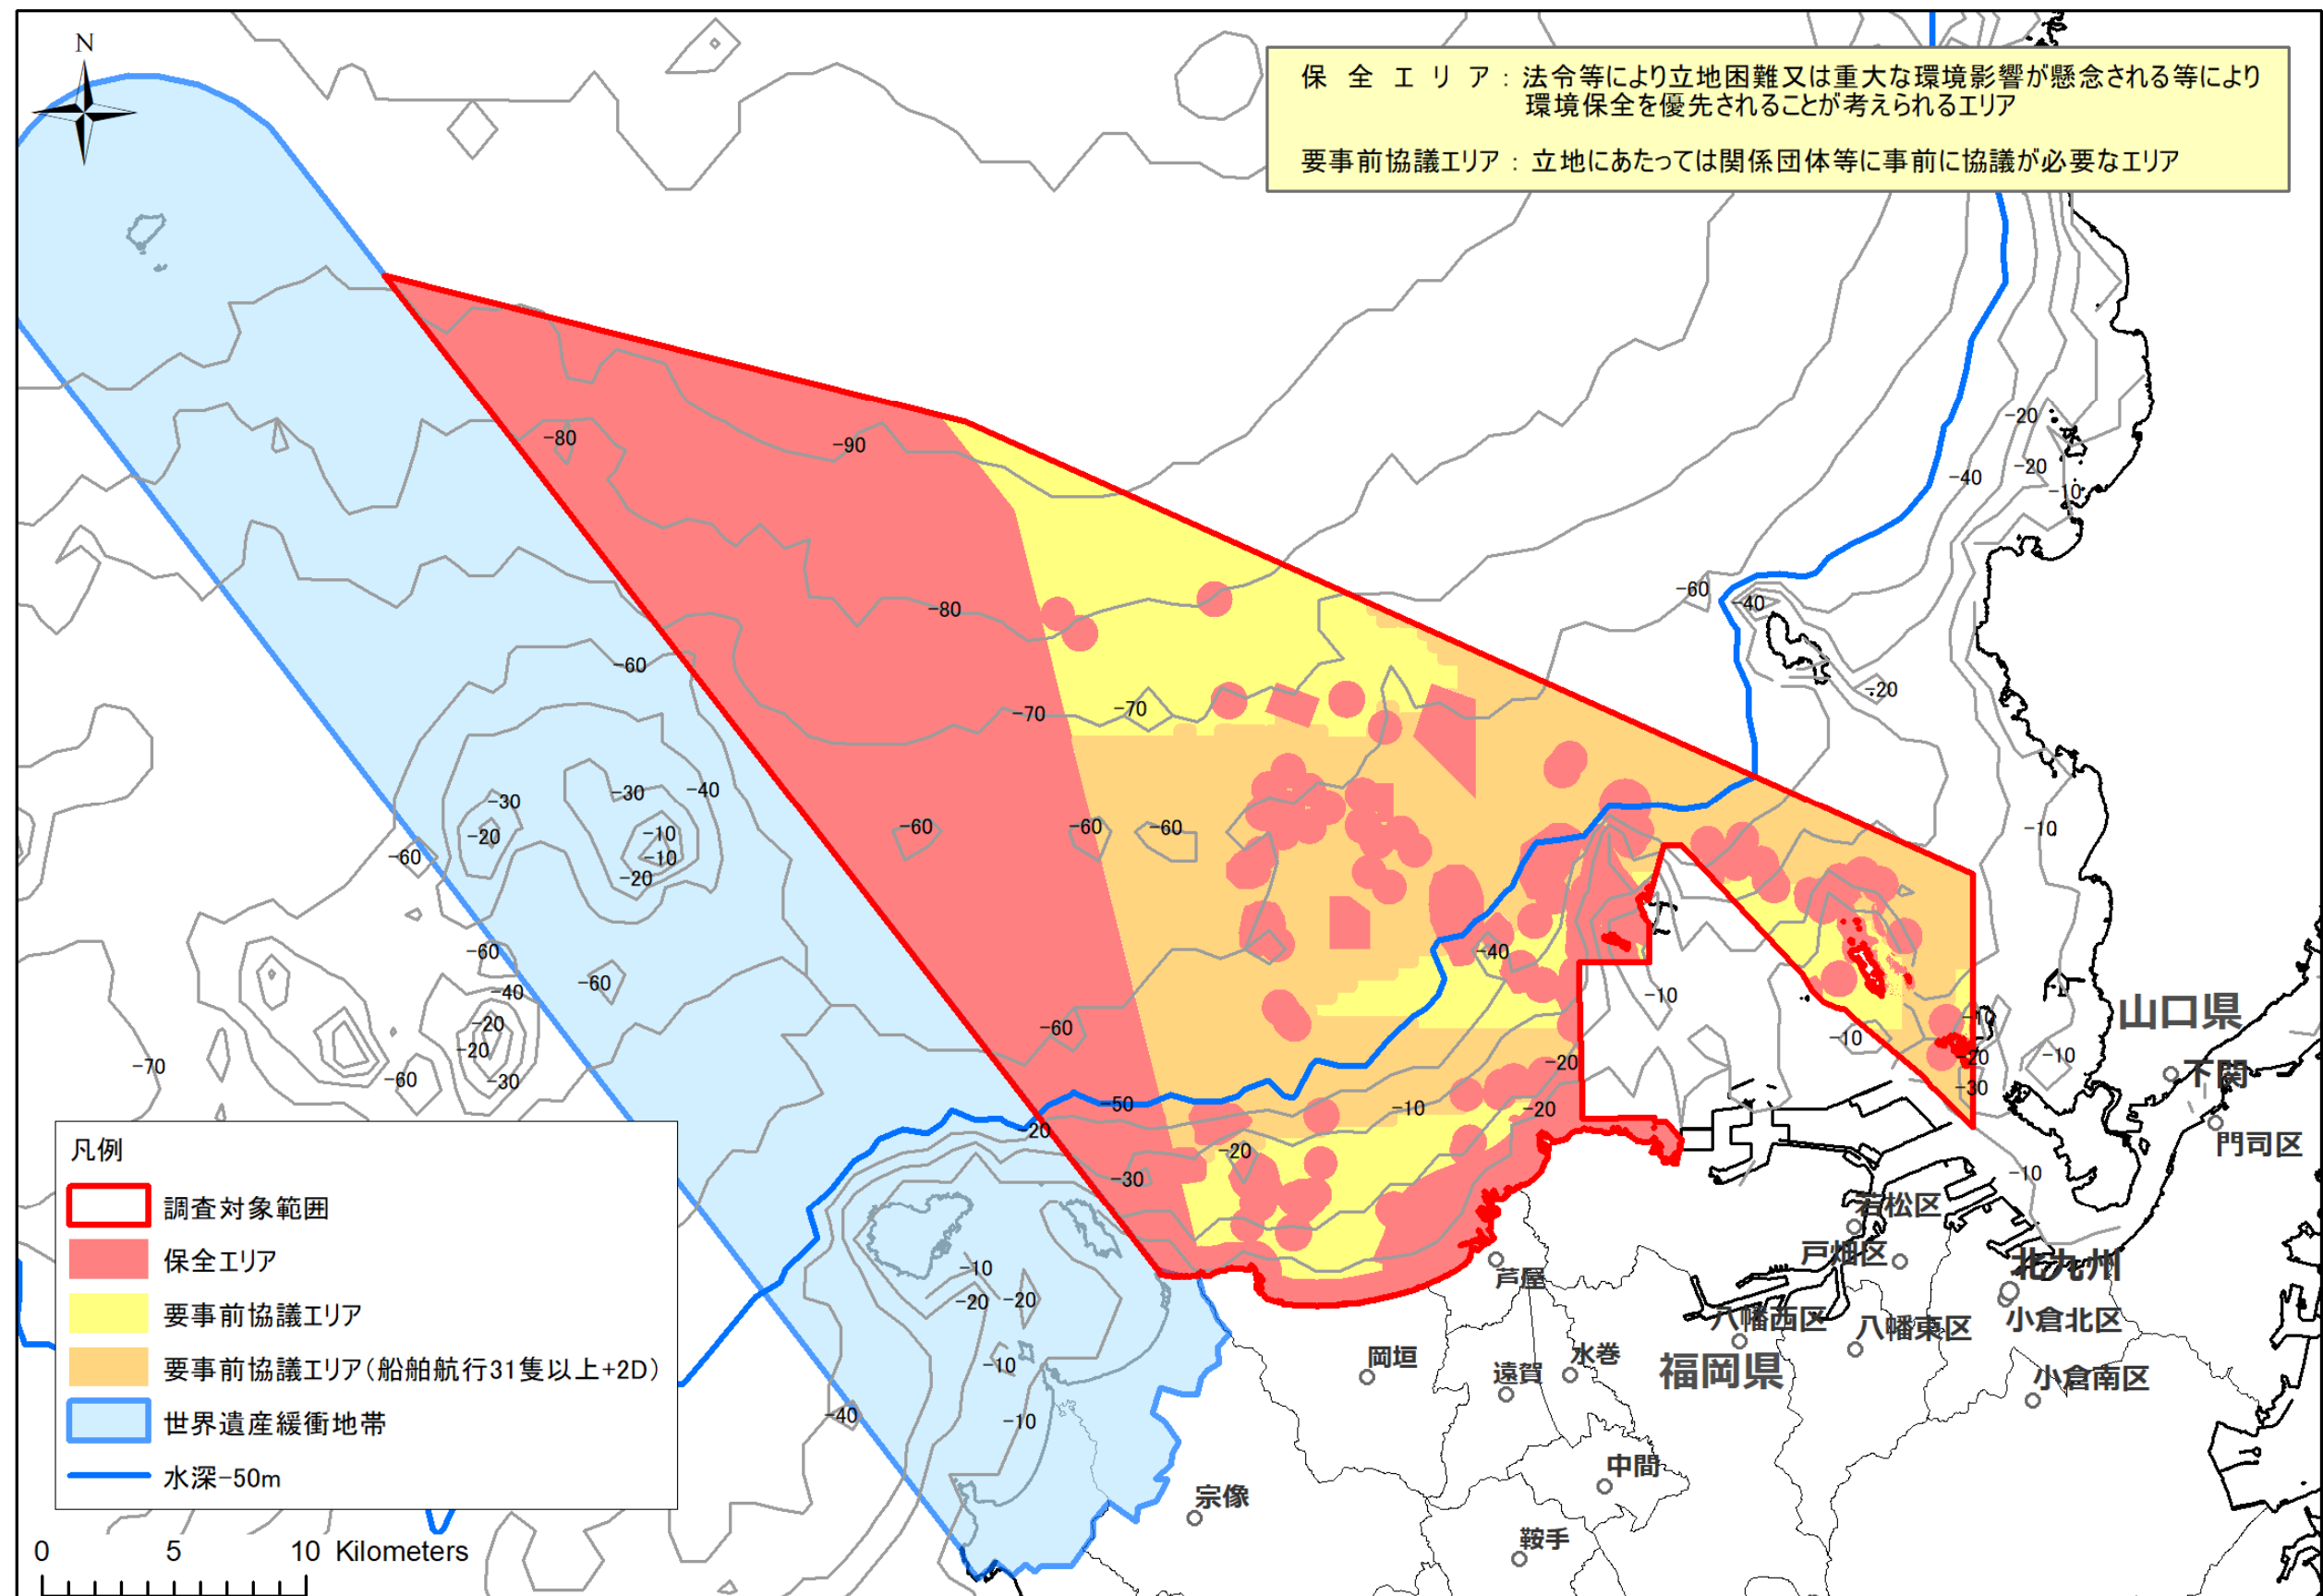 N
保全エリア：法令等により立地困難又は重大な環境影響が懸念される等により
環境保全を優先されることが考えられるエリア
要事前協議エリア：立地にあたっては関係団体等に事前に協議が必要なエリア
-20
-80
-90
-20
-40
-10
-60
-40
-80
-60
-20
-70
-70
-30
-30
-40
-20
-10
-60
-60
-60
-10
-60
-10
-20
-60
-60
-40
-40
-10
-20
-60
-10
山口県
-20
-10
-70
-60
-30
-20
-20
-10
下関
-30
-50
-10
-20
-20
門司区
-20
-30
-10
若松区
戸畑区
北九州
-10
芦屋
-20
-20
小倉北区
八幡西区
八幡東区
-10
岡垣
水巻
遠賀
福岡県
小倉南区
-40
-10
中間
宗像
鞍手
凡例
調査対象範囲
保全エリア
要事前協議エリア
要事前協議エリア（船舶航行31隻以上+2D）
世界遺産緩衝地帯
水深-50m
0 5 10 Kilometers